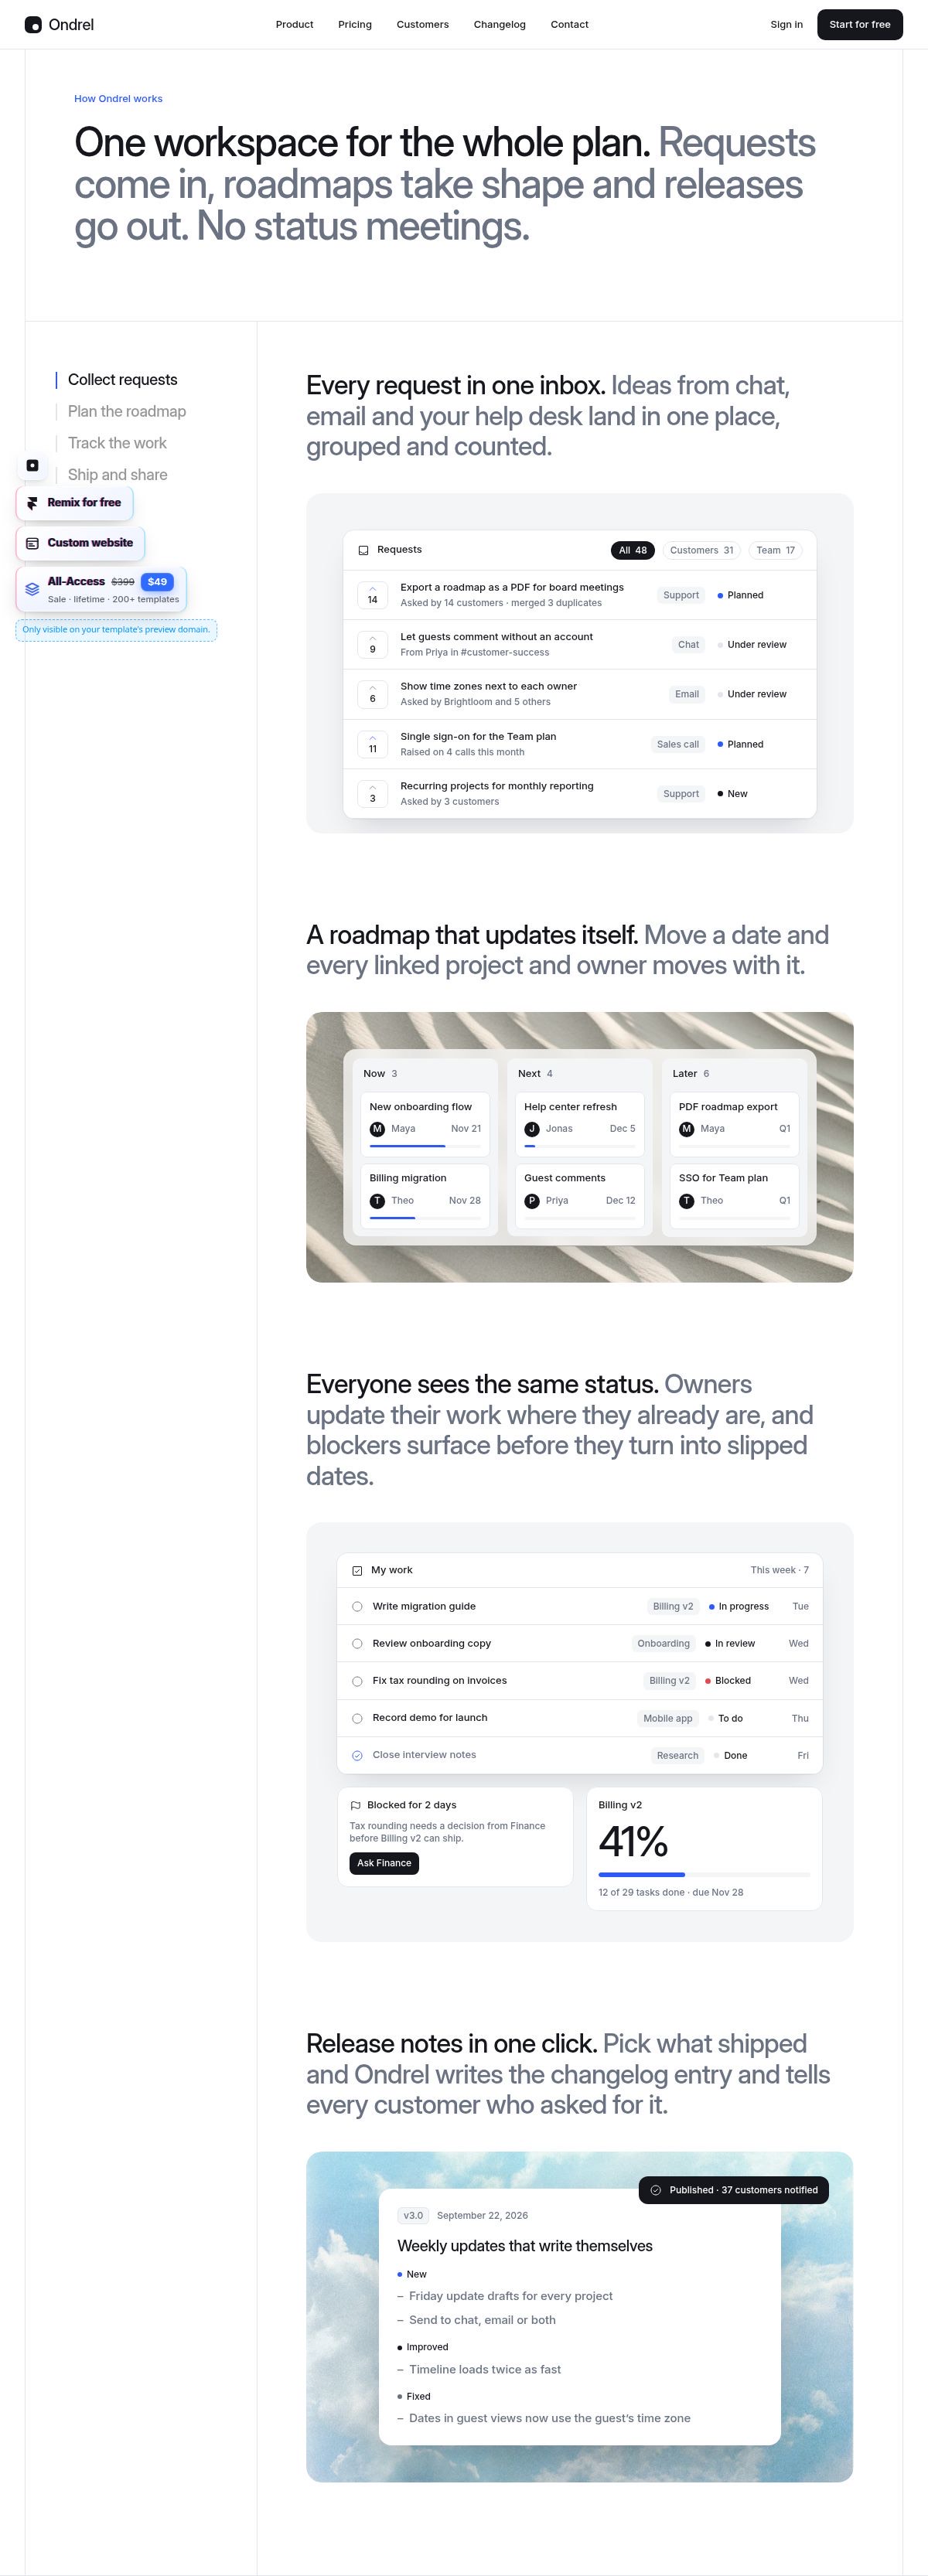 Ondrel
Product Pricing Customers Changelog Contact
Sign in Start for free
How Ondrel works
One workspace for the whole plan. Requests
come in, roadmaps take shape and releases
go out. No status meetings.
Collect requests
Plan the roadmap
Track the work
Ship and share
Remix for free
Custom website
All-Access $399 $49
Sale · lifetime · 200+ templates
Only visible on your template's preview domain.
Every request in one inbox. Ideas from chat,
email and your help desk land in one place,
grouped and counted.
Requests All 48 Customers 31 Team 17
14 Export a roadmap as a PDF for board meetings Support Planned
Asked by 14 customers · merged 3 duplicates
9 Let guests comment without an account Chat Under review
From Priya in #customer-success
6 Show time zones next to each owner Email Under review
Asked by Brightloom and 5 others
11 Single sign-on for the Team plan Sales call Planned
Raised on 4 calls this month
3 Recurring projects for monthly reporting Support New
Asked by 3 customers
A roadmap that updates itself. Move a date and
every linked project and owner moves with it.
Now 3
New onboarding flow
M Maya Nov 21
Billing migration
T Theo Nov 28
Next 4
Help center refresh
J Jonas Dec 5
Guest comments
P Priya Dec 12
Later 6
PDF roadmap export
M Maya Q1
SSO for Team plan
T Theo Q1
Everyone sees the same status. Owners
update their work where they already are, and
blockers surface before they turn into slipped
dates.
My work This week · 7
Write migration guide Billing v2 In progress Tue
Review onboarding copy Onboarding In review Wed
Fix tax rounding on invoices Billing v2 Blocked Wed
Record demo for launch Mobile app To do Thu
Close interview notes Research Done Fri
Blocked for 2 days
Tax rounding needs a decision from Finance
before Billing v2 can ship.
Ask Finance
Billing v2
41%
12 of 29 tasks done · due Nov 28
Release notes in one click. Pick what shipped
and Ondrel writes the changelog entry and tells
every customer who asked for it.
Published · 37 customers notified
v3.0 September 22, 2026
Weekly updates that write themselves
New
– Friday update drafts for every project
– Send to chat, email or both
Improved
– Timeline loads twice as fast
Fixed
– Dates in guest views now use the guest's time zone